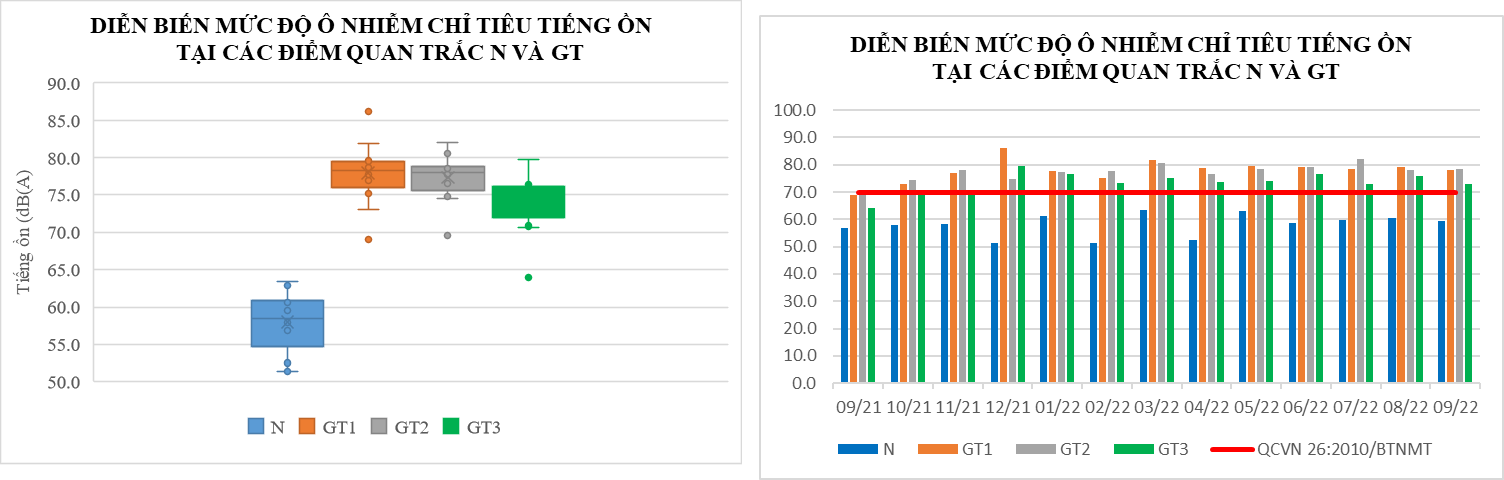 DIỄN BIẾN MỨC ĐỘ Ô NHIỄM CHỈ TIÊU TIẾNG ỒN
TẠI CÁC ĐIỂM QUAN TRẮC N VÀ GT
90.0
85.0
80.0
75.0
70.0
65.0
60.0
55.0
50.0
Tiếng ồn (dB(A)
N GT1 GT2 GT3
DIỄN BIẾN MỨC ĐỘ Ô NHIỄM CHỈ TIÊU TIẾNG ỒN
TẠI CÁC ĐIỂM QUAN TRẮC N VÀ GT
100.0
90.0
80.0
70.0
60.0
50.0
40.0
30.0
20.0
10.0
0.0
09/21 10/21 11/21 12/21 01/22 02/22 03/22 04/22 05/22 06/22 07/22 08/22 09/22
N GT1 GT2 GT3 QCVN 26:2010/BTNMT